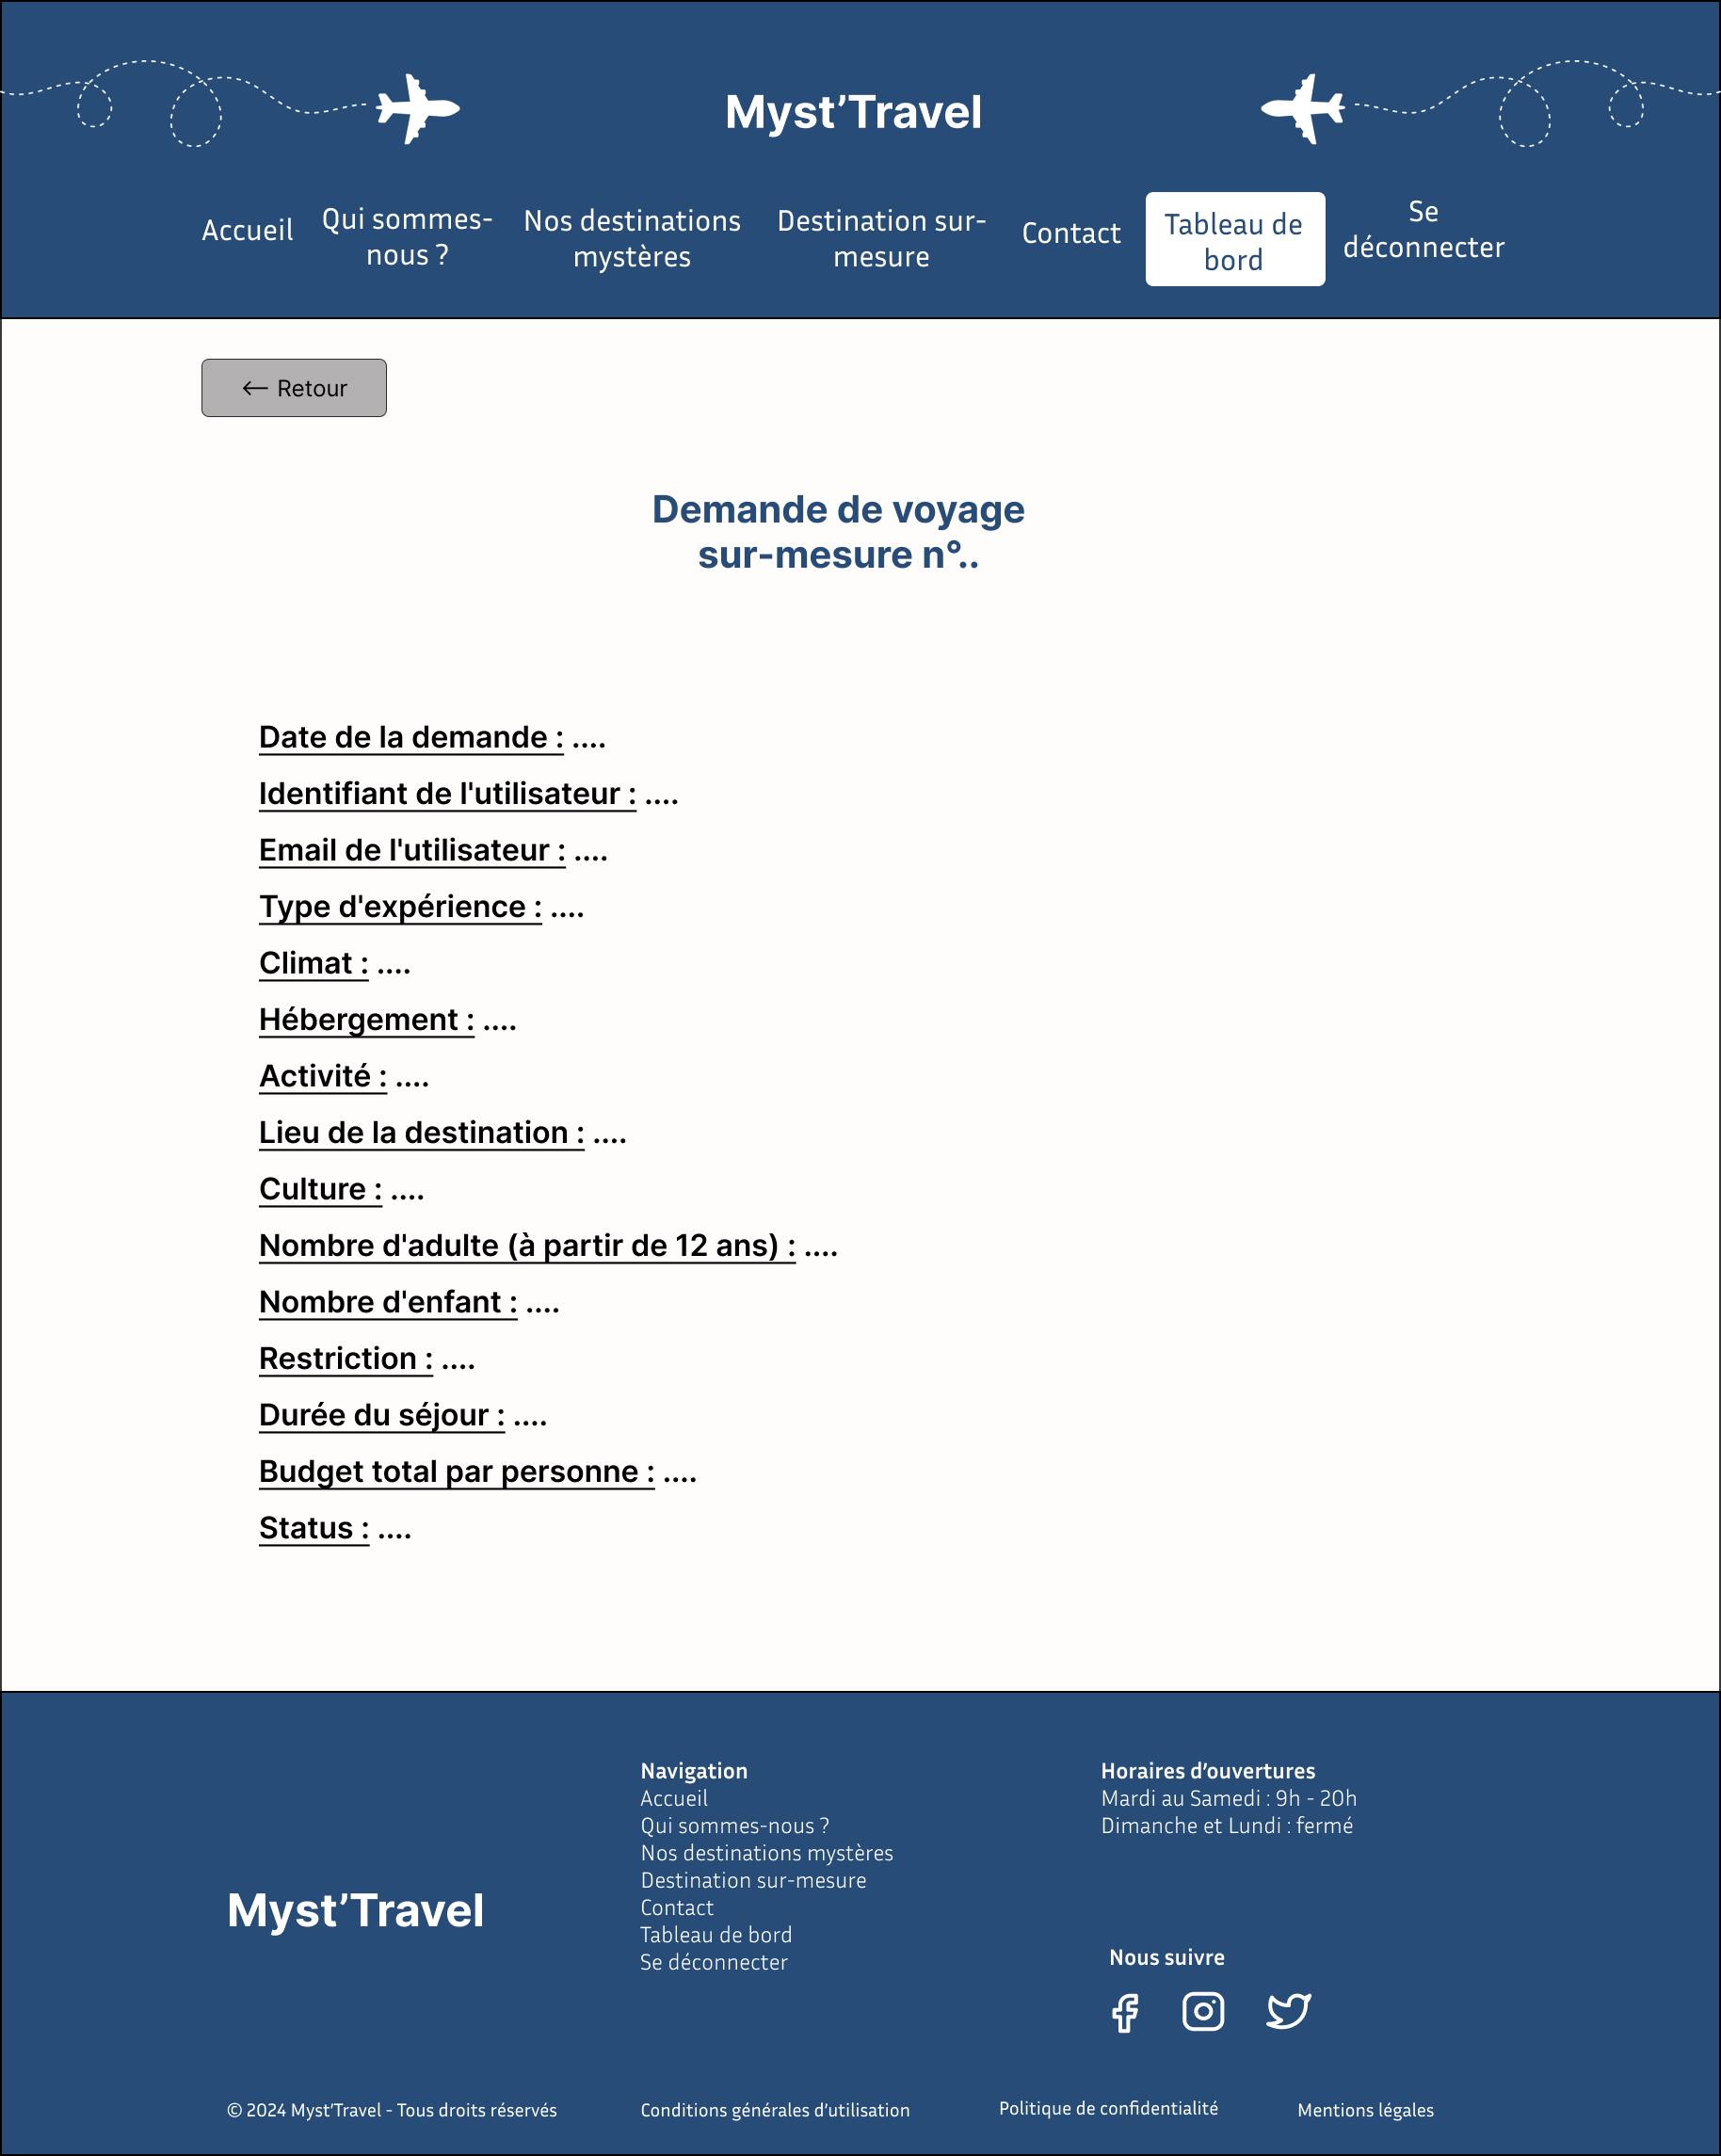 Myst’Travel
Accueil
Qui sommes-
nous ?
Nos destinations
mystères
Destination sur-
mesure
Contact
Tableau de
bord
Se
déconnecter
Retour
Demande de voyage
sur-mesure n°..
Date de la demande : ....
Identifiant de l'utilisateur : ....
Email de l'utilisateur : ....
Type d'expérience : ....
Climat : ....
Hébergement : ....
Activité : ....
Lieu de la destination : ....
Culture : ....
Nombre d'adulte (à partir de 12 ans) : ....
Nombre d'enfant : ....
Restriction : ....
Durée du séjour : ....
Budget total par personne : ....
Status : ....
Myst’Travel
Navigation
Accueil
Qui sommes-nous ?
Nos destinations mystères
Destination sur-mesure
Contact
Tableau de bord
Se déconnecter
Horaires d’ouvertures
Mardi au Samedi : 9h - 20h
Dimanche et Lundi : fermé
Nous suivre
© 2024 Myst’Travel - Tous droits réservés
Conditions générales d’utilisation
Politique de confidentialité
Mentions légales